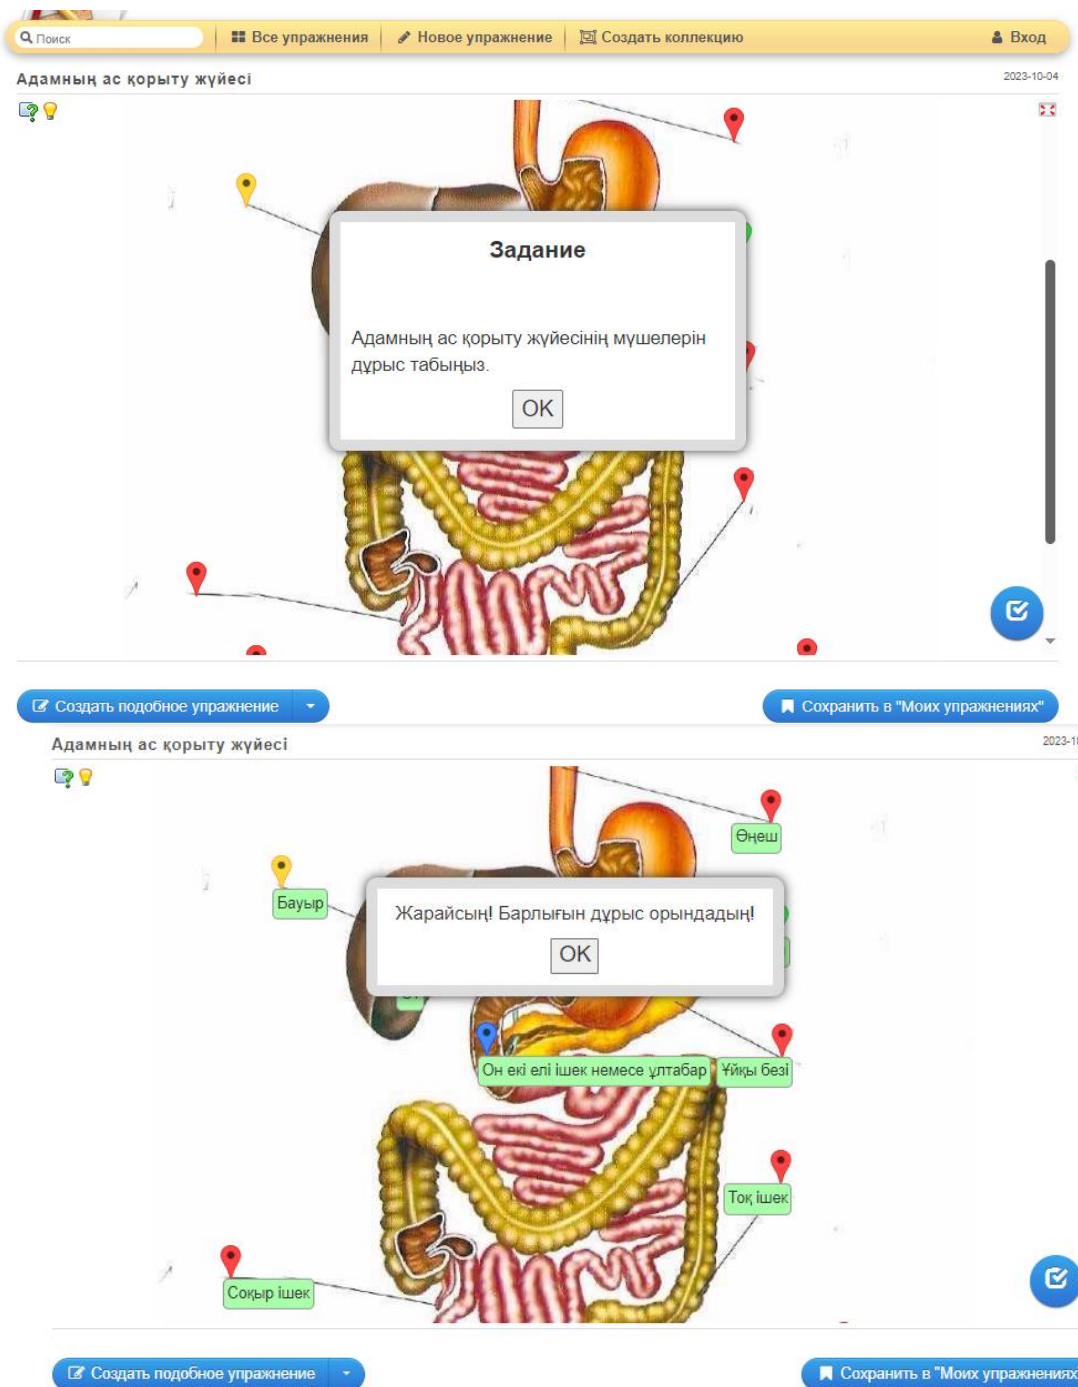 Поиск
Все упражнения
Новое упражнение
Создать коллекцию
Вход
Адамның ас қорыту жүйесі
2023-10-04
Задание
Адамның ас қорыту жүйесінің мүшелерін
дұрыс табыңыз.
OK
Создать подобное упражнение
Сохранить в "Моих упражнениях"
Адамның ас қорыту жүйесі
2023-10
Өңеш
Бауыр
Жарайсың! Барлығын дұрыс орындадың!
OK
Он екі елі ішек немесе ұлтабар
Ұйқы безі
Тоқ ішек
Соқыр ішек
Создать подобное упражнение
Сохранить в "Моих упражнениях